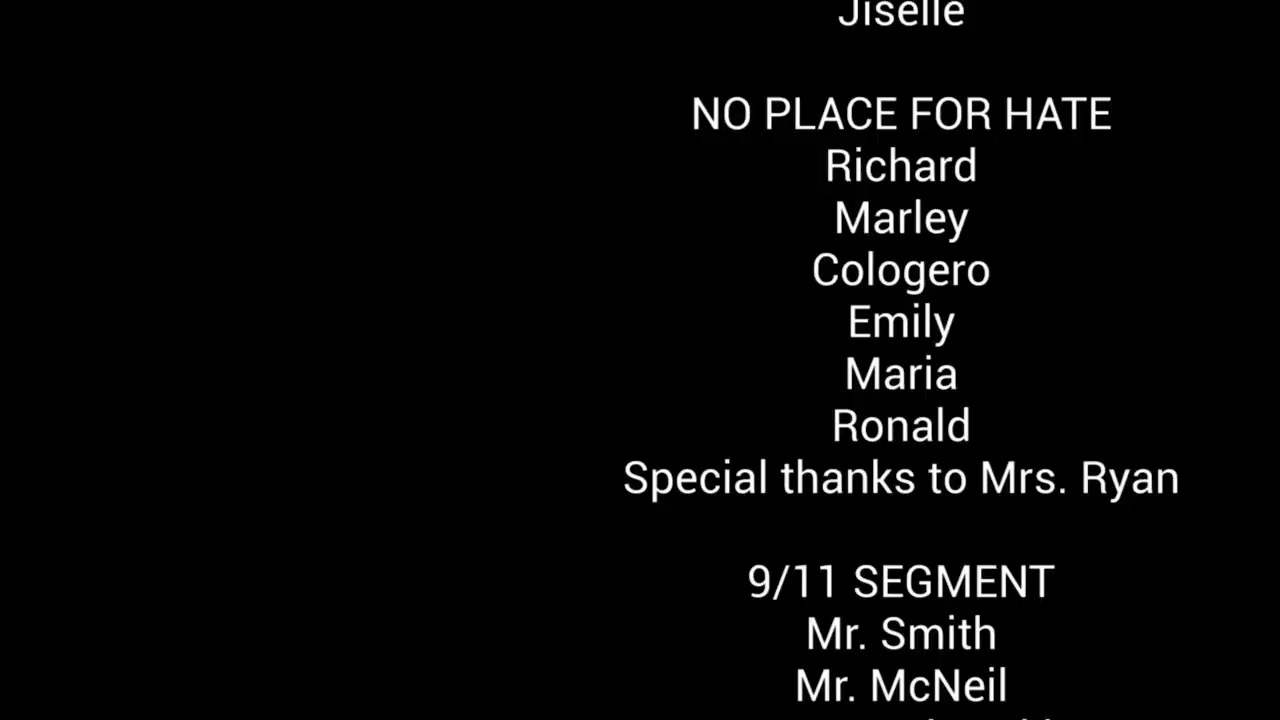 Jiselle
NO PLACE FOR HATE
Richard
Marley
Cologero
Emily
Maria
Ronald
Special thanks to Mrs. Ryan
9/11 SEGMENT
Mr. Smith
Mr. McNeil